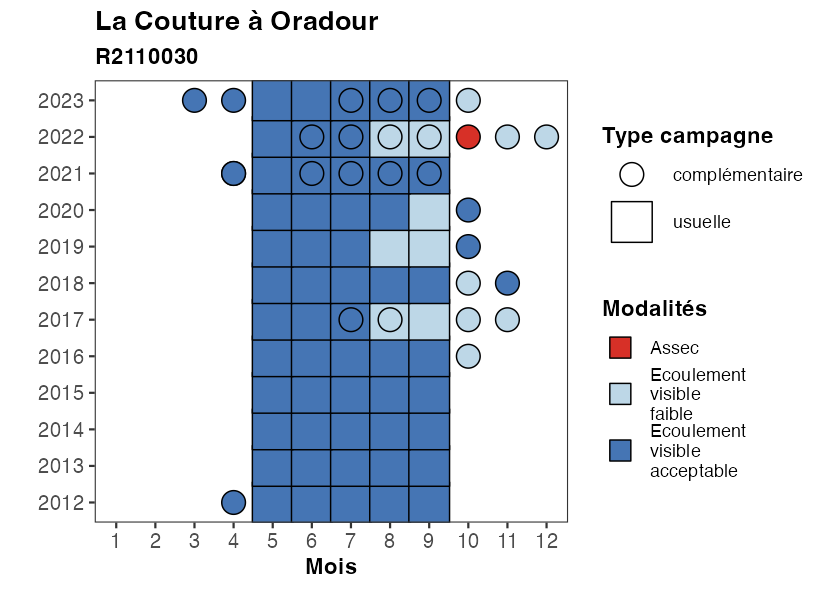 La Couture à Oradour
R2110030
2023
2022
2021
2020
2019
2018
2017
2016
2015
2014
2013
2012
1 2 3 4 5 6 7 8 9 10 11 12
Mois
Type campagne
complémentaire
usuelle
Modalités
Assec
Ecoulement
visible
faible
Ecoulement
visible
acceptable